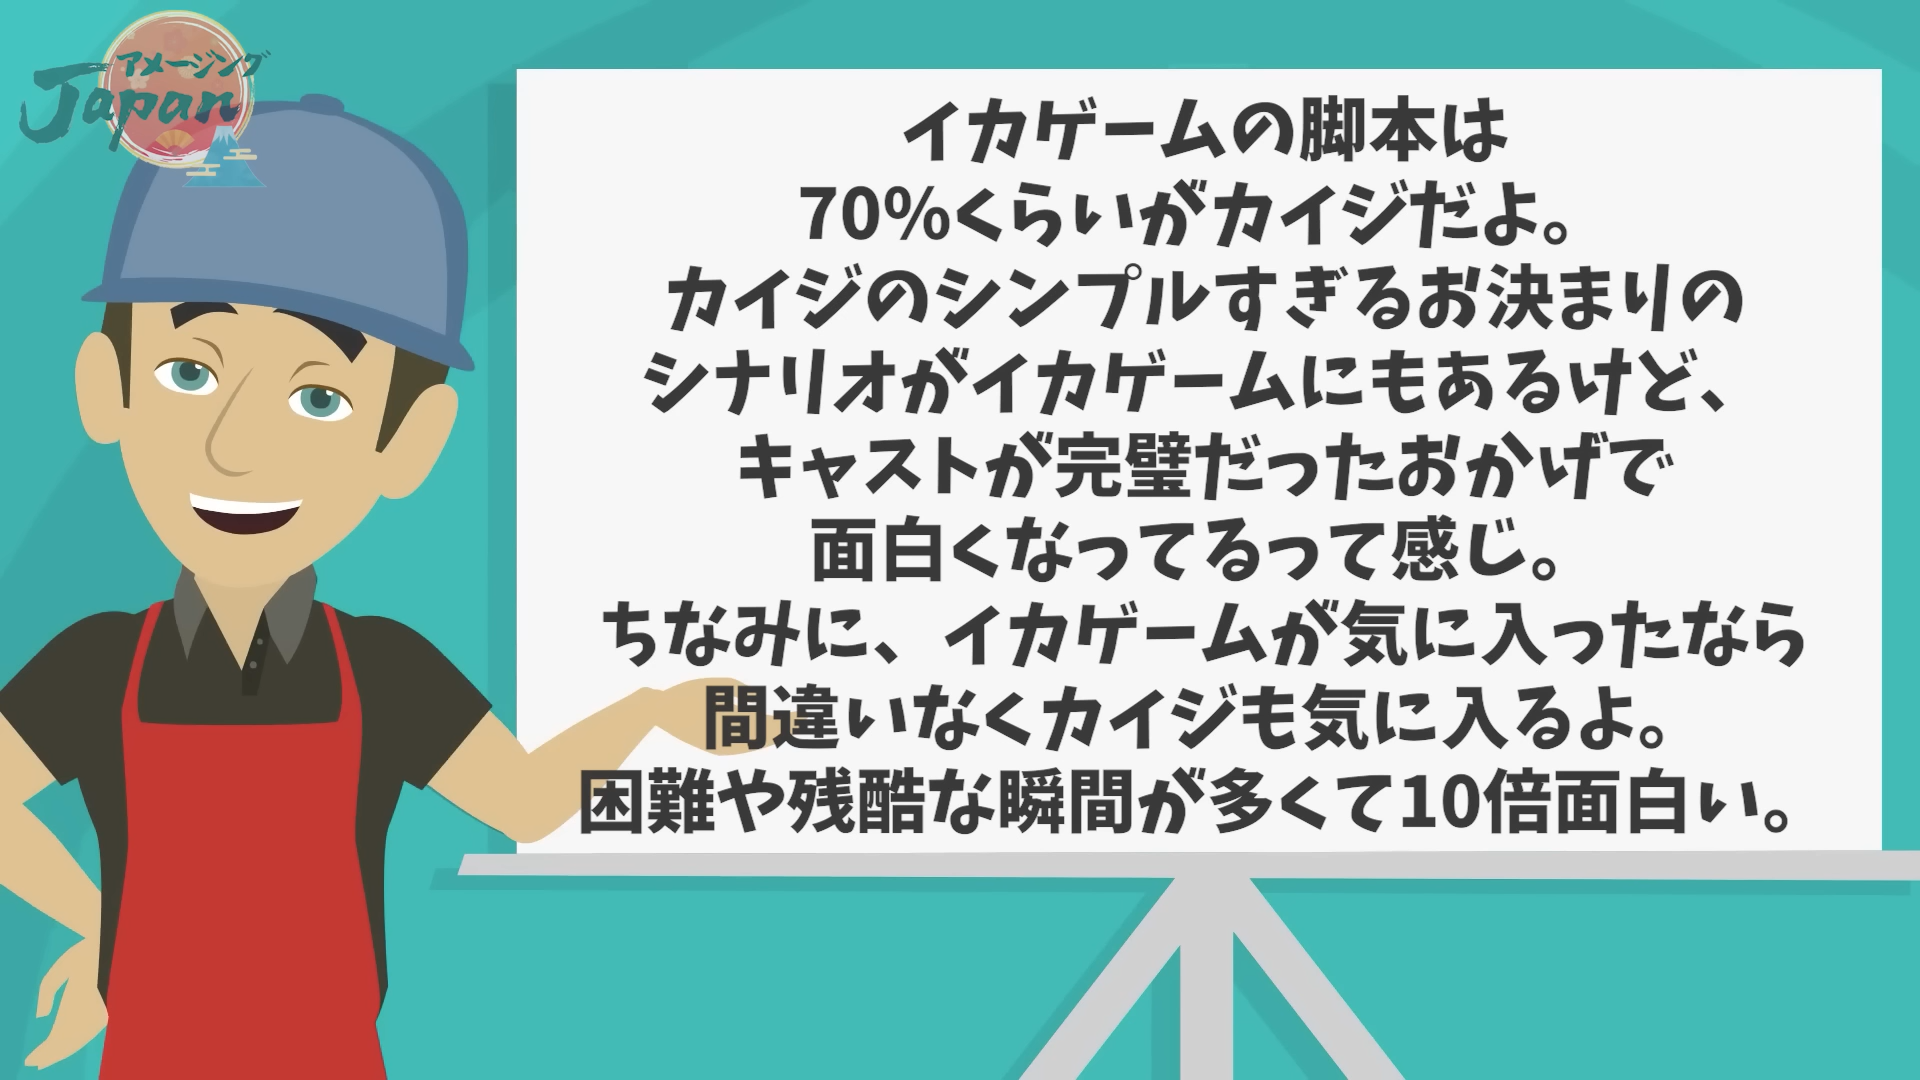 アメージング
Japan
イカゲームの脚本は
70%くらいがカイジだよ。
カイジのシンプルすぎるお決まりの
シナリオがイカゲームにもあるけど、
キャストが完璧だったおかげで
面白くなってるって感じ。
ちなみに、イカゲームが気に入ったなら
間違いなくカイジも気に入るよ。
困難や残酷な瞬間が多くて10倍面白い。